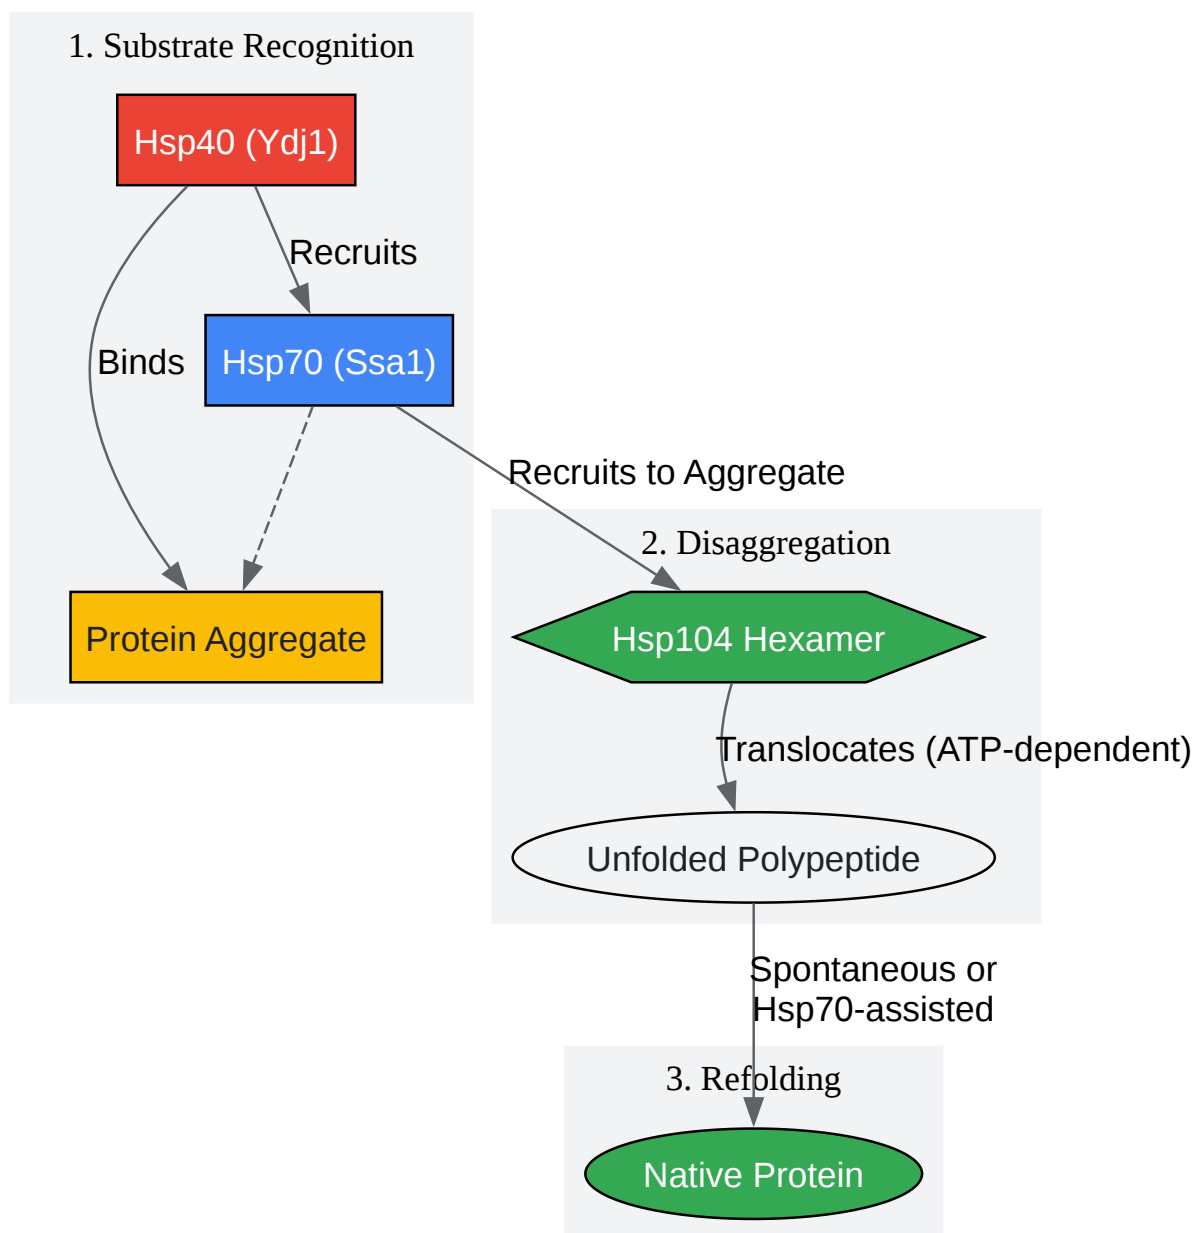 1. Substrate Recognition
Hsp40 (Ydj1)
Recruits
Binds
Hsp70 (Ssa1)
Recruits to Aggregate
2. Disaggregation
Protein Aggregate
Hsp104 Hexamer
Translocates (ATP-dependent)
Unfolded Polypeptide
Spontaneous or
Hsp70-assisted
3. Refolding
Native Protein